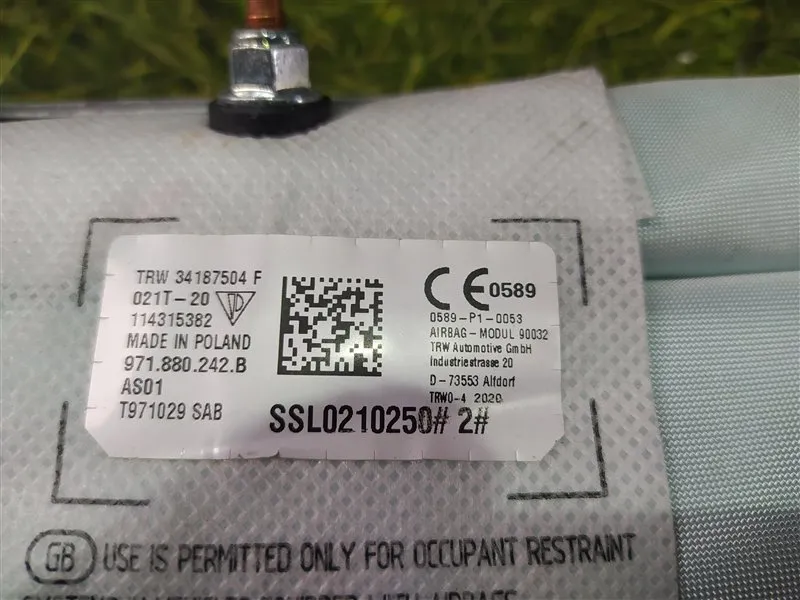 TRW 34187504 F
021T-20
114315382
MADE IN POLAND
971.880.242.B
AS01
T971029 SAB
CE 0589
0589-P1-0053
AIRBAG-MODUL 90032
TRW Automotive GmbH
Industriestrasse 20
D-73553 Alfdorf
TRWO-4 2020
SSL0210250# 2#
GB USE IS PERMITTED ONLY FOR OCCUPANT RESTRAINT